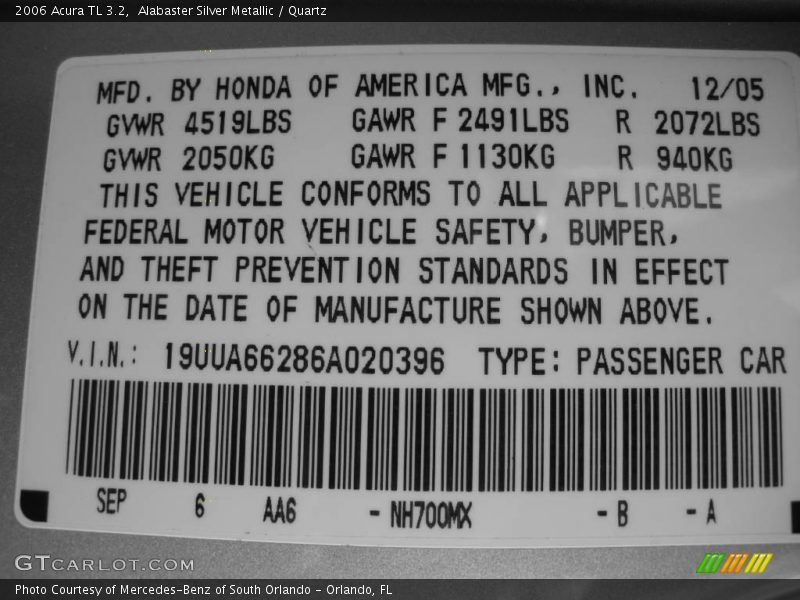 2006 Acura TL 3.2,  Alabaster Silver Metallic / Quartz
MFD. BY HONDA OF AMERICA MFG., INC. 12/05
GVWR 4519LBS GAWR F 2491LBS R 2072LBS
GVWR 2050KG GAWR F 1130KG R 940KG
THIS VEHICLE CONFORMS TO ALL APPLICABLE
FEDERAL MOTOR VEHICLE SAFETY, BUMPER,
AND THEFT PREVENTION STANDARDS IN EFFECT
ON THE DATE OF MANUFACTURE SHOWN ABOVE.
V.I.N.: 19UUA66286A020396 TYPE: PASSENGER CAR
SEP 6 AA6 -NH700MX -B -A
GTCARLOT.COM
Photo Courtesy of Mercedes-Benz of South Orlando - Orlando, FL